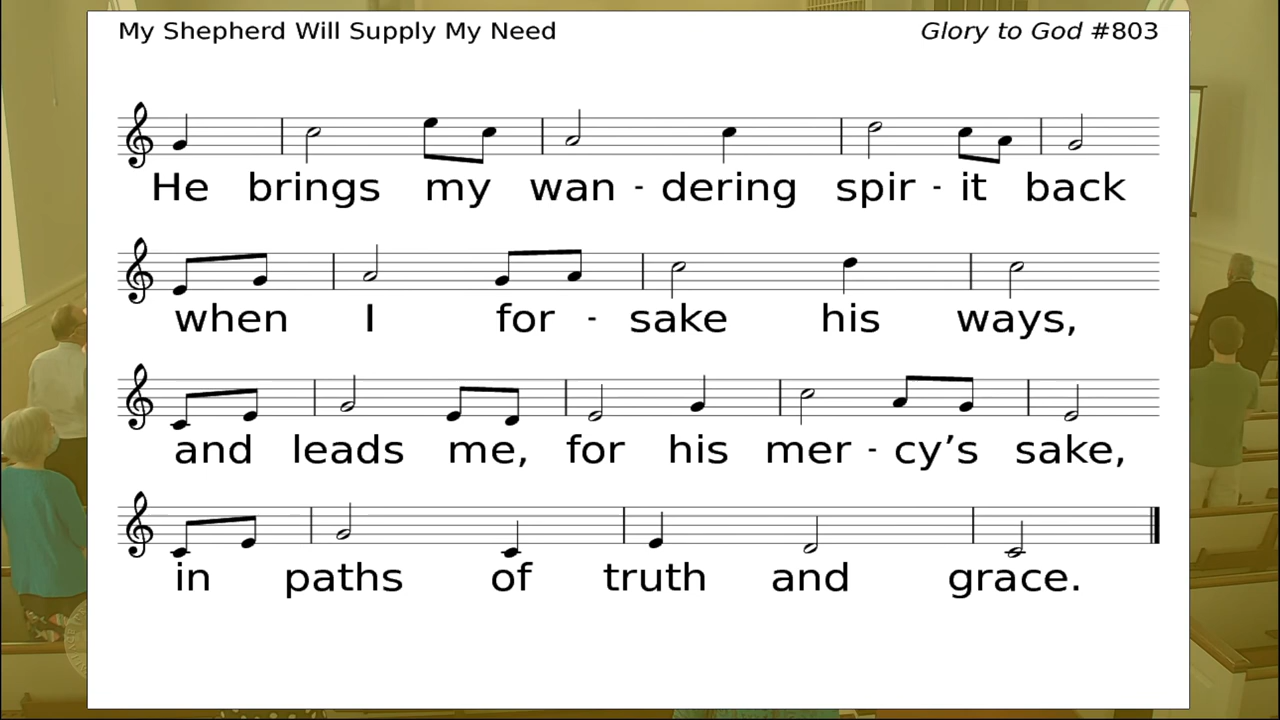 My Shepherd Will Supply My Need Glory to God #803
He brings my wan - dering spir - it back
when I for - sake his ways,
and leads me, for his mer - cy’s sake,
in paths of truth and grace.